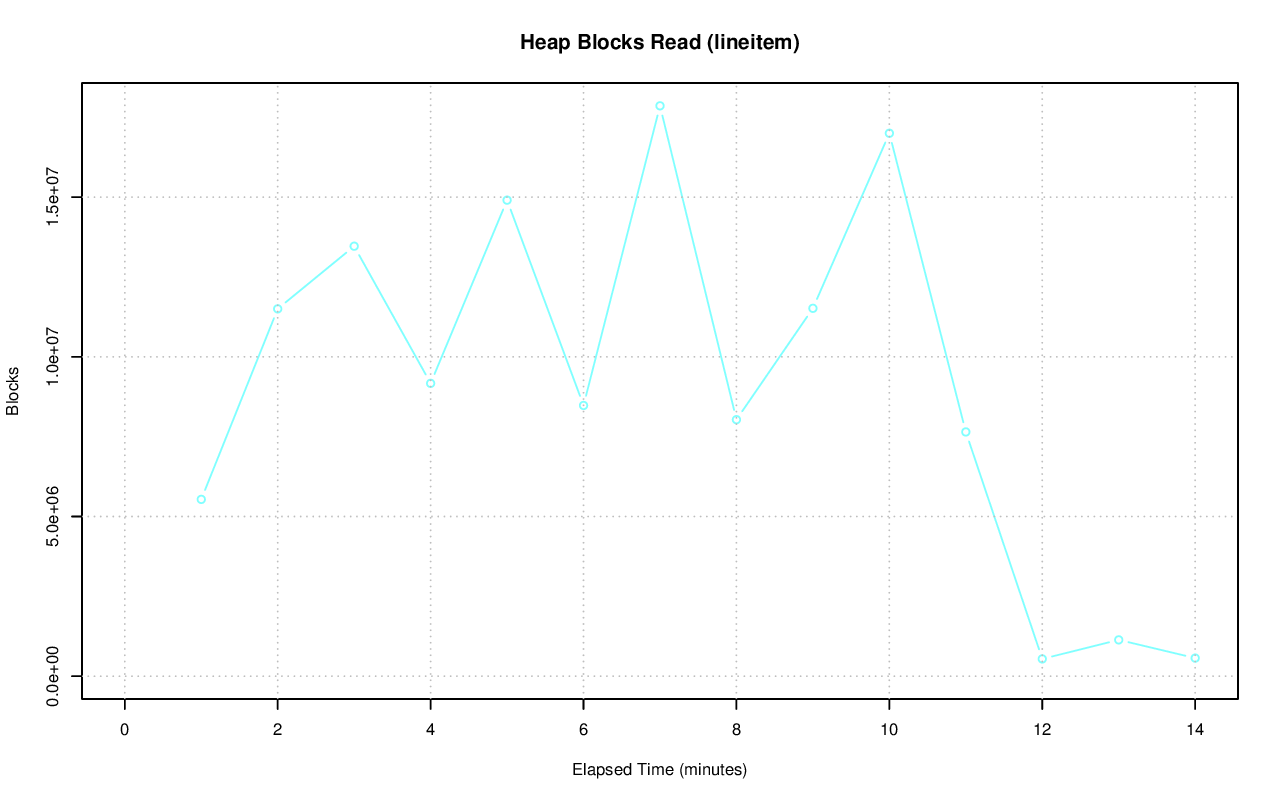 Heap Blocks Read (lineitem)
Blocks
1.5e+07
1.0e+07
5.0e+06
0.0e+00
0 2 4 6 8 10 12 14
Elapsed Time (minutes)